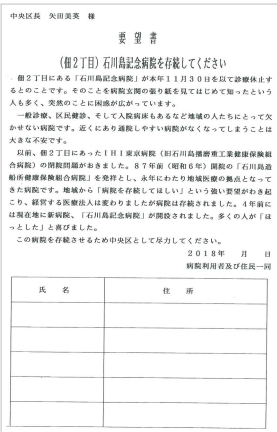 中央区長　矢田美英　様
要　望　書
（佃２丁目）石川島記念病院を存続してください
佃２丁目にある「石川島記念病院」が本年１１月３０日を以て診療休止す
るとのことです。そのことを病院玄関の張り紙を見てはじめて知ったという
人も多く、突然のことに困惑が広がっています。
一般診療、区民健診、そして入院病床もあるなど地域の人たちにとって欠
かせない病院です。近くにあり通院しやすい病院がなくなってしまうことは
大きな不安です。
以前、佃２丁目にあったＩＨＩ東京病院（旧石川島播磨重工業健康保険組
合病院）の閉院問題がおきました。８７年前（昭和６年）開院の「石川島造
船所健康保険組合病院」を発祥とし、永年にわたり地域医療の拠点となって
きた病院です。地域から「病院を存続してほしい」という強い要望がわき起
こり、経営する医療法人は変わりましたが病院は存続されました。４年前に
は現在地に新病院、「石川島記念病院」が開設されました。多くの人が「ほ
っとした」と喜びました。
この病院を存続させるため中央区として尽力してください。
２０１８年　　月　　日
病院利用者及び住民一同
氏　名　住　所